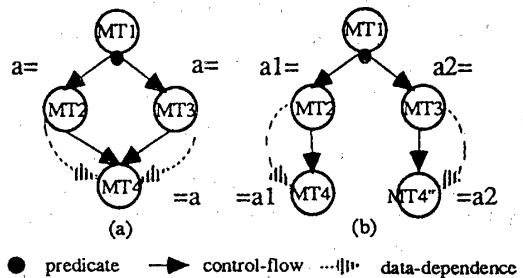 MT1 MT1
a= a= a1= a2=
MT2 MT3 MT2 MT3
MT4 =a =a1 MT4 MT4" =a2
(a) (b)
predicate control-flow data-dependence